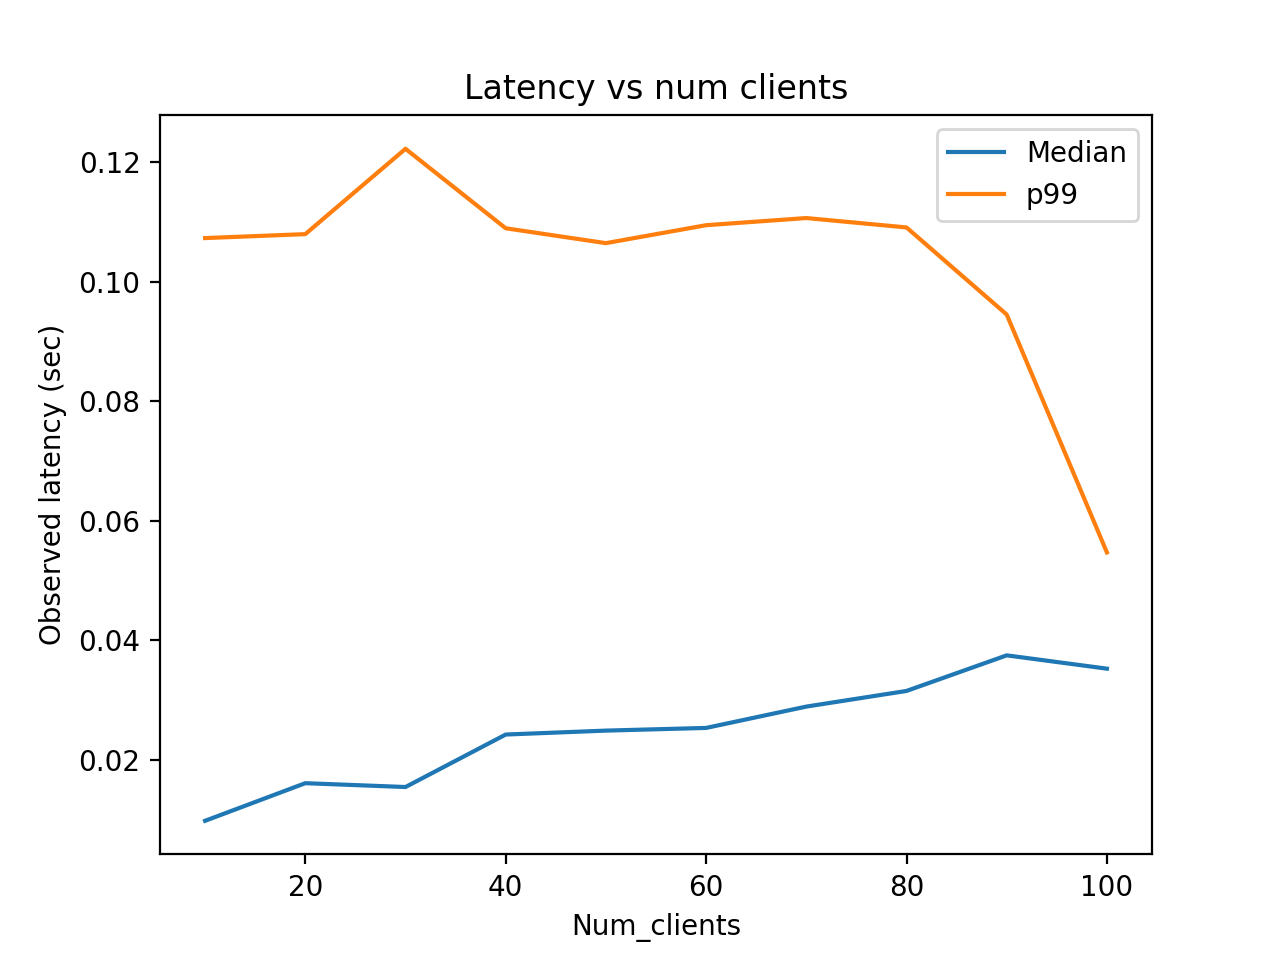 Latency vs num clients
Median
p99
0.12
0.10
0.08
0.06
0.04
0.02
Observed latency (sec)
20 40 60 80 100
Num_clients